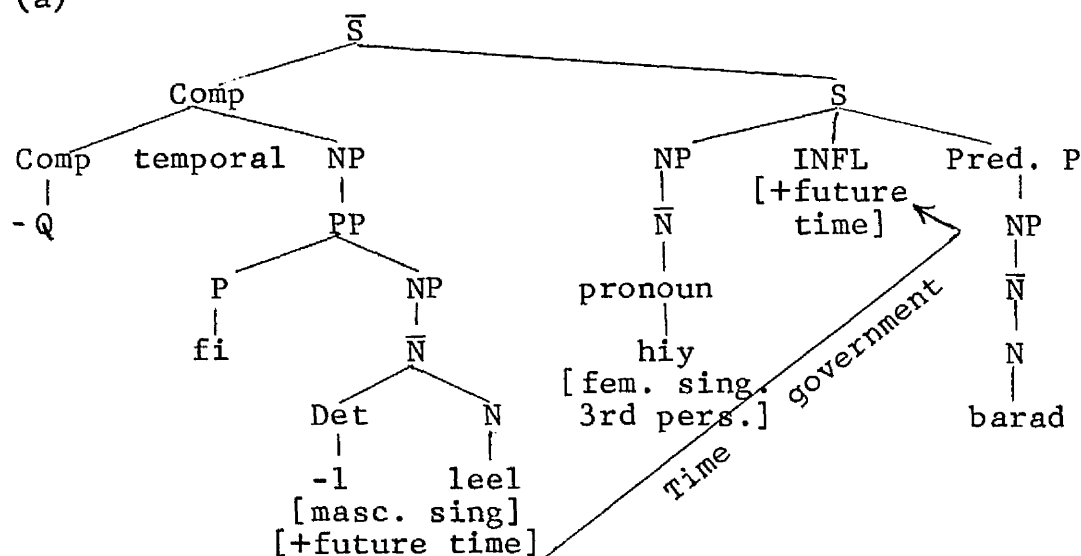 (a)
S̄
Comp S
Comp temporal NP NP INFL Pred. P
[+future
time]
-Q PP N̄ NP
P NP pronoun N̄
fi N̄ hiy N
[fem. sing.
3rd pers.]
Det N barad
-l leel
[masc. sing]
[+future time]
Time government